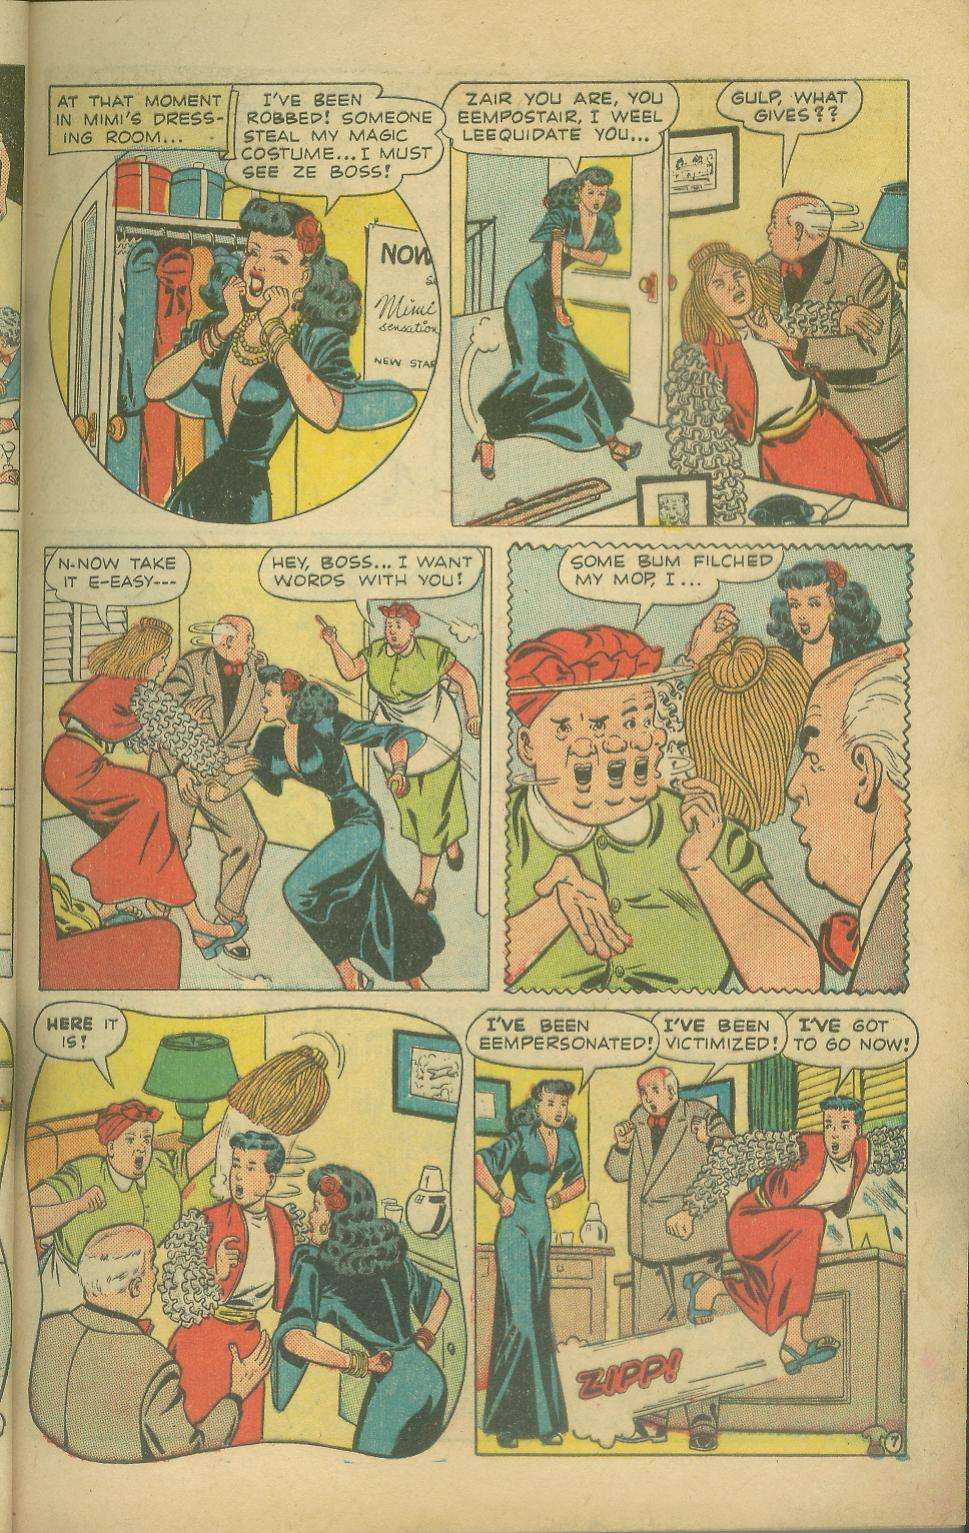 AT THAT MOMENT
IN MIMI'S DRESS-
ING ROOM...
I'VE BEEN
ROBBED! SOMEONE
STEAL MY MAGIC
COSTUME...I MUST
SEE ZE BOSS!
NOW
Mimi
sensation
NEW STAR
ZAIR YOU ARE, YOU
EEMPOSTAIR, I WEEL
LEEQUIDATE YOU...
GULP, WHAT
GIVES??
N-NOW TAKE
IT E-EASY---
HEY, BOSS... I WANT
WORDS WITH YOU!
SOME BUM FILCHED
MY MOP, I...
HERE IT
IS!
I'VE BEEN
EEMPERSONATED!
I'VE BEEN
VICTIMIZED!
I'VE GOT
TO GO NOW!
ZIPP!
7